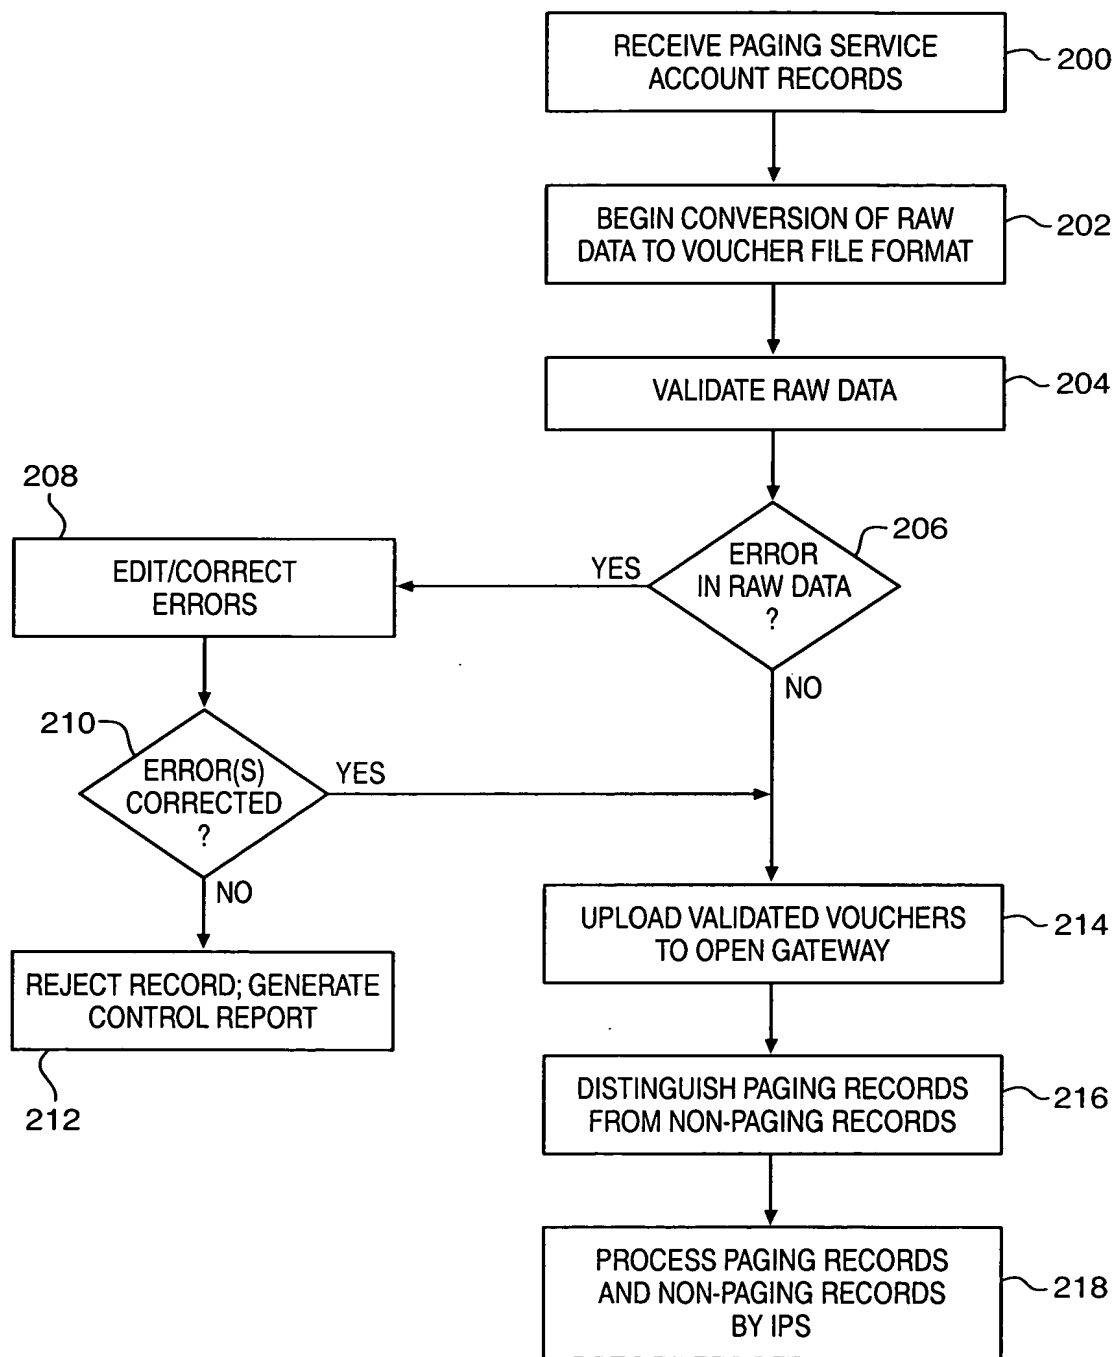 RECEIVE PAGING SERVICE
ACCOUNT RECORDS
200
BEGIN CONVERSION OF RAW
DATA TO VOUCHER FILE FORMAT
202
VALIDATE RAW DATA
204
ERROR
IN RAW DATA
?
206
YES
NO
208
EDIT/CORRECT
ERRORS
210
ERROR(S)
CORRECTED
?
YES
NO
REJECT RECORD; GENERATE
CONTROL REPORT
212
UPLOAD VALIDATED VOUCHERS
TO OPEN GATEWAY
214
DISTINGUISH PAGING RECORDS
FROM NON-PAGING RECORDS
216
PROCESS PAGING RECORDS
AND NON-PAGING RECORDS
BY IPS
218